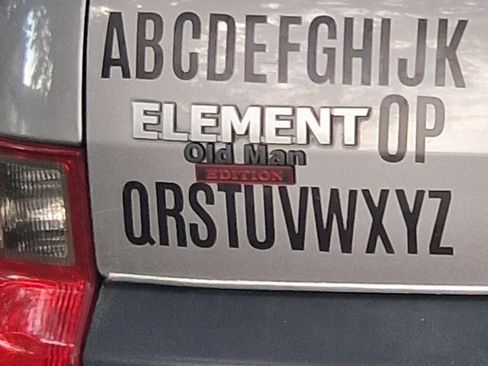 ABCDEFGHIJK
ELEMENT OP
Old Man
EDITION
QRSTUVWXYZ